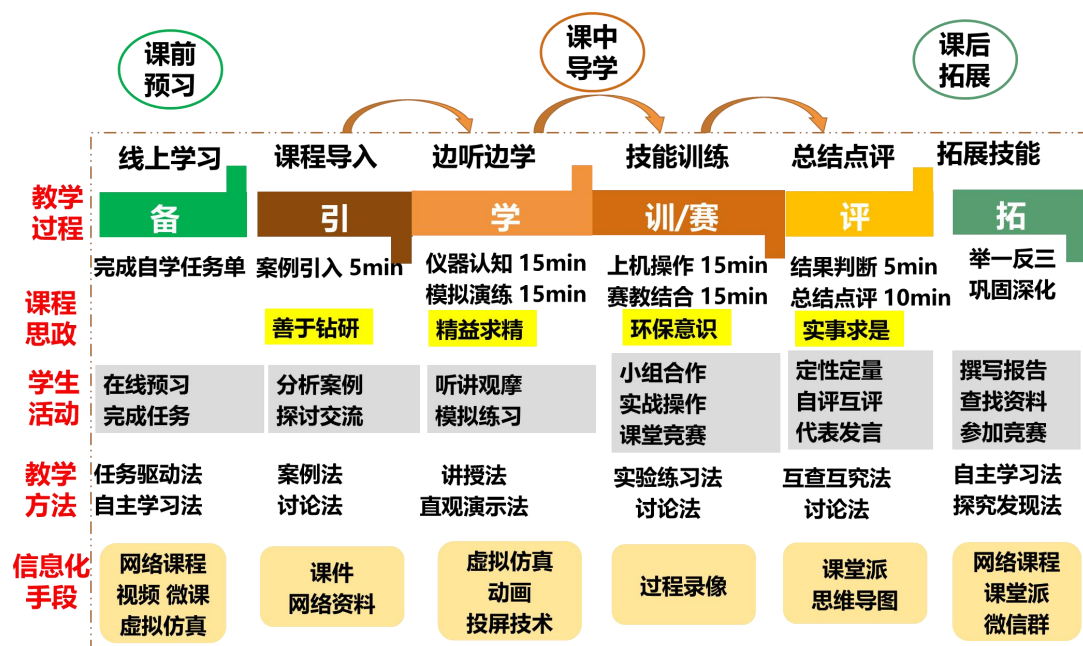 课前
预习
课中
导学
课后
拓展
线上学习 课程导入 边听边学 技能训练 总结点评 拓展技能
教学
过程
备 引 学 训/赛 评 拓
完成自学任务单
案例引入 5min
仪器认知 15min
模拟演练 15min
上机操作 15min
赛教结合 15min
结果判断 5min
总结点评 10min
举一反三
巩固深化
课程
思政
善于钻研 精益求精 环保意识 实事求是
学生
活动
在线预习
完成任务
分析案例
探讨交流
听讲观摩
模拟练习
小组合作
实战操作
课堂竞赛
定性定量
自评互评
代表发言
撰写报告
查找资料
参加竞赛
教学
方法
任务驱动法
自主学习法
案例法
讨论法
讲授法
直观演示法
实验练习法
讨论法
互查互究法
讨论法
自主学习法
探究发现法
信息化
手段
网络课程
视频 微课
虚拟仿真
课件
网络资料
虚拟仿真
动画
投屏技术
过程录像
课堂派
思维导图
网络课程
课堂派
微信群